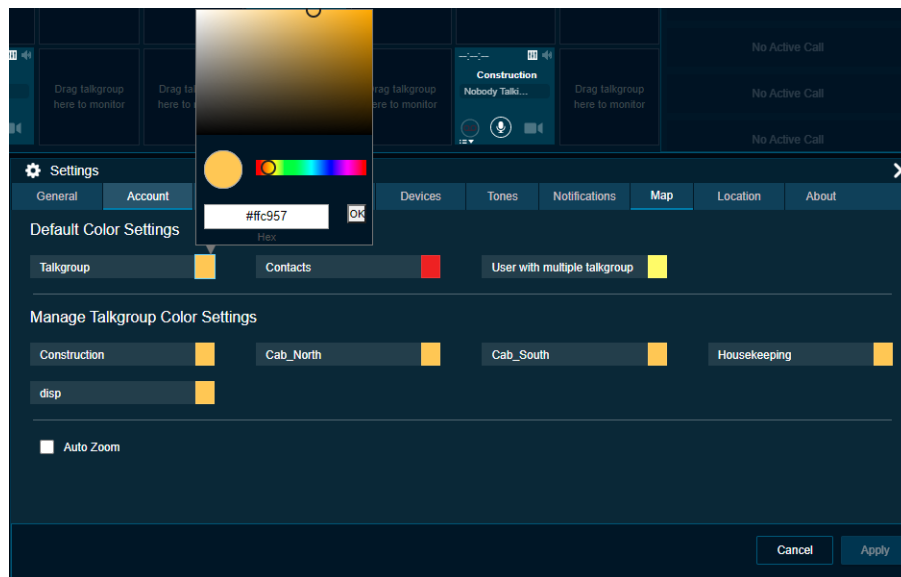 No Active Call
Construction
Drag talkgroup
here to monitor
Drag tal
here to
rag talkgroup
ere to monitor
Nobody Talki...
Drag talkgroup
here to monitor
No Active Call
No Active Call
Settings
General
Account
Devices
Tones
Notifications
Map
Location
About
#ffc957
OK
Hex
Default Color Settings
Talkgroup
Contacts
User with multiple talkgroup
Manage Talkgroup Color Settings
Construction
Cab_North
Cab_South
Housekeeping
disp
Auto Zoom
Cancel
Apply